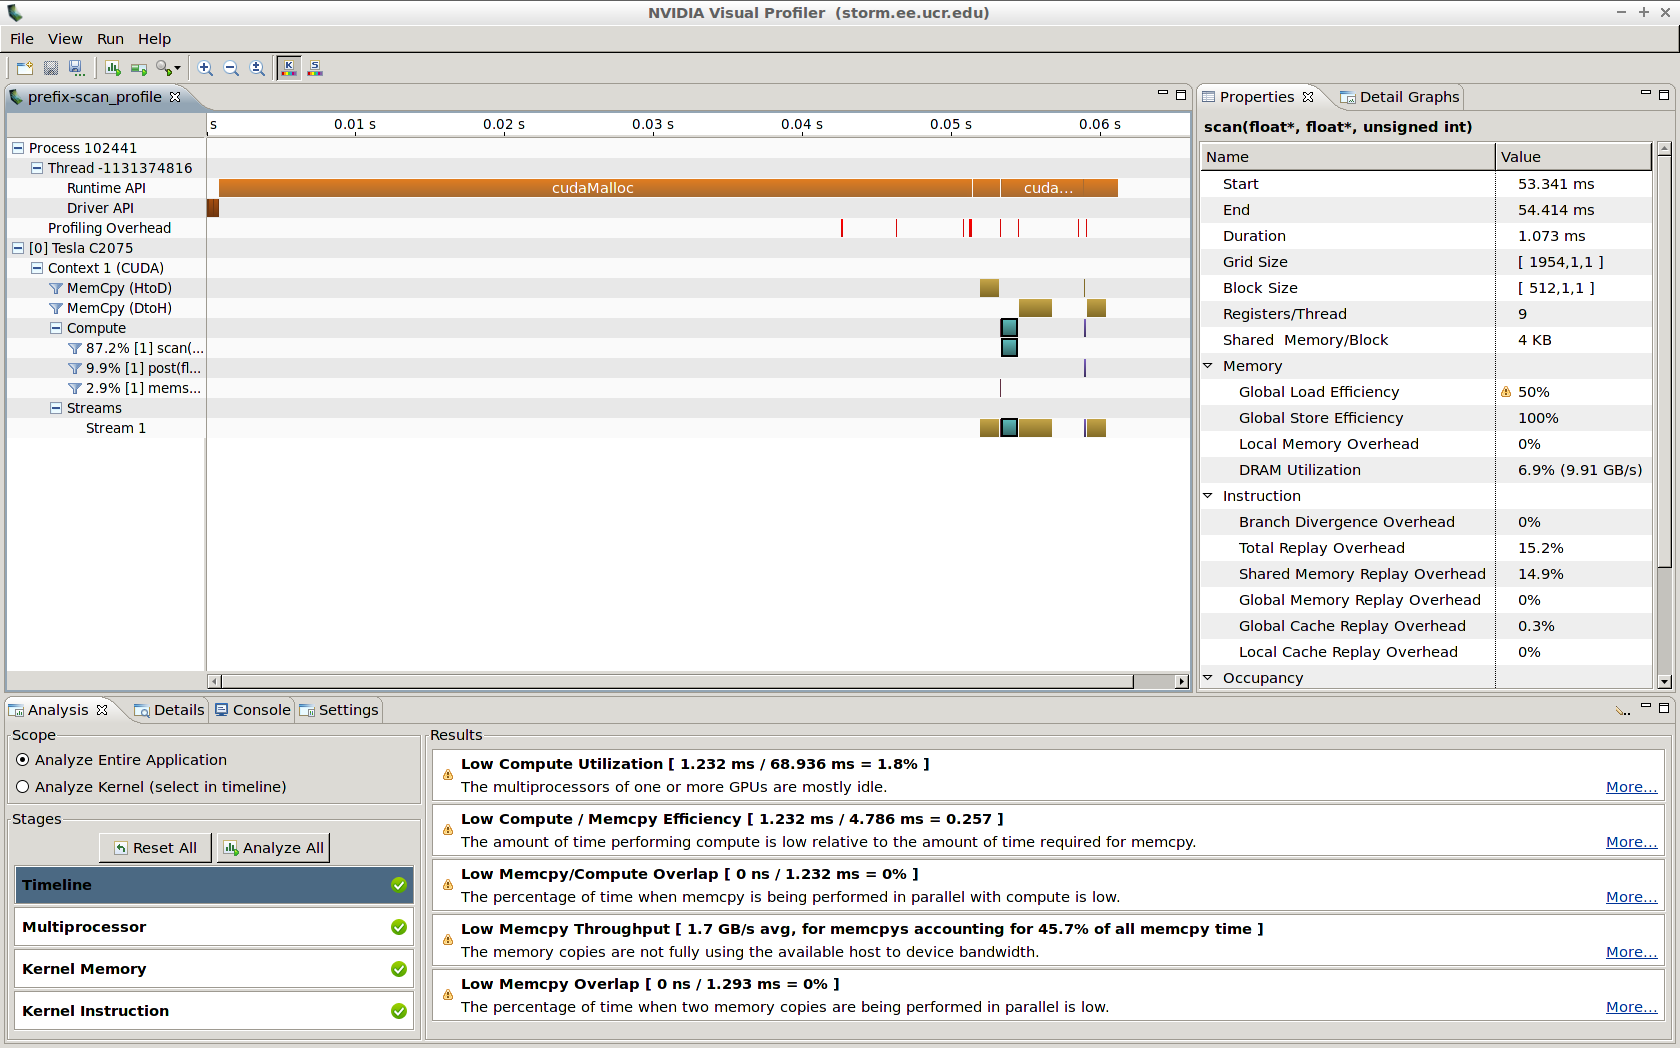 NVIDIA Visual Profiler (storm.ee.ucr.edu)
File View Run Help
prefix-scan_profile
s 0.01 s 0.02 s 0.03 s 0.04 s 0.05 s 0.06 s
Process 102441
Thread -1131374816
Runtime API cudaMalloc cuda...
Driver API
Profiling Overhead
[0] Tesla C2075
Context 1 (CUDA)
MemCpy (HtoD)
MemCpy (DtoH)
Compute
87.2% [1] scan(...
9.9% [1] post(fl...
2.9% [1] mems...
Streams
Stream 1
Properties Detail Graphs
scan(float*, float*, unsigned int)
Name Value
Start 53.341 ms
End 54.414 ms
Duration 1.073 ms
Grid Size [ 1954,1,1 ]
Block Size [ 512,1,1 ]
Registers/Thread 9
Shared Memory/Block 4 KB
Memory
Global Load Efficiency 50%
Global Store Efficiency 100%
Local Memory Overhead 0%
DRAM Utilization 6.9% (9.91 GB/s)
Instruction
Branch Divergence Overhead 0%
Total Replay Overhead 15.2%
Shared Memory Replay Overhead 14.9%
Global Memory Replay Overhead 0%
Global Cache Replay Overhead 0.3%
Local Cache Replay Overhead 0%
Occupancy
Analysis Details Console Settings
Scope
Analyze Entire Application
Analyze Kernel (select in timeline)
Stages
Reset All Analyze All
Timeline
Multiprocessor
Kernel Memory
Kernel Instruction
Results
Low Compute Utilization [ 1.232 ms / 68.936 ms = 1.8% ]
The multiprocessors of one or more GPUs are mostly idle. More...
Low Compute / Memcpy Efficiency [ 1.232 ms / 4.786 ms = 0.257 ]
The amount of time performing compute is low relative to the amount of time required for memcpy. More...
Low Memcpy/Compute Overlap [ 0 ns / 1.232 ms = 0% ]
The percentage of time when memcpy is being performed in parallel with compute is low. More...
Low Memcpy Throughput [ 1.7 GB/s avg, for memcpys accounting for 45.7% of all memcpy time ]
The memory copies are not fully using the available host to device bandwidth. More...
Low Memcpy Overlap [ 0 ns / 1.293 ms = 0% ]
The percentage of time when two memory copies are being performed in parallel is low. More...